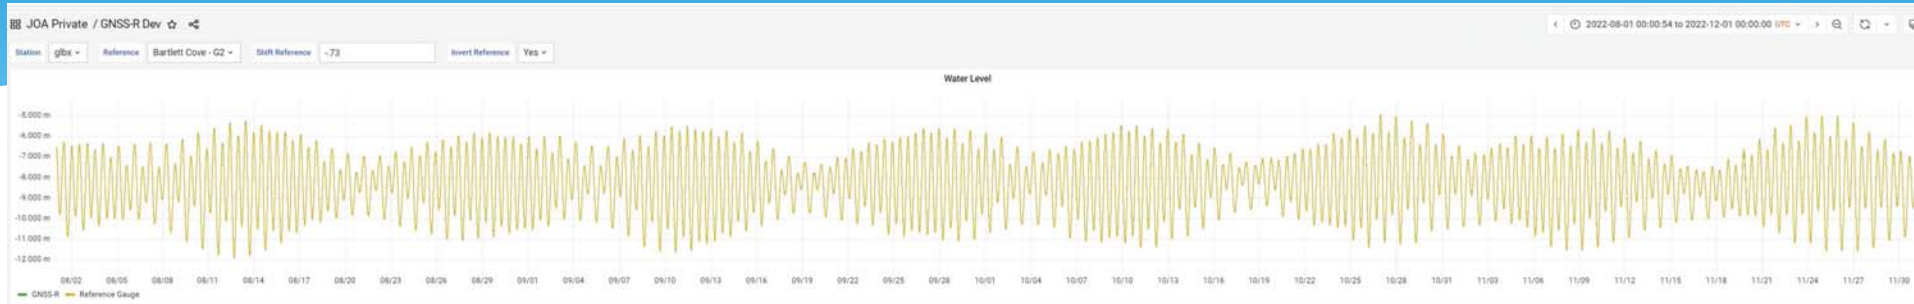 JOA Private / GNSS-R Dev
2022-08-01 00:00:54 to 2022-12-01 00:00:00 UTC
Station glbx Reference Bartlett Cove - G2 Shift Reference -.73 Invert Reference Yes
Water Level
-5.000 m
-6.000 m
-7.000 m
-8.000 m
-9.000 m
-10.000 m
-11.000 m
-12.000 m
08/02 08/05 08/08 08/11 08/14 08/17 08/20 08/23 08/26 08/29 09/01 09/04 09/07 09/10 09/13 09/16 09/19 09/22 09/25 09/28 10/01 10/04 10/07 10/10 10/13 10/16 10/19 10/22 10/25 10/28 10/31 11/03 11/06 11/09 11/12 11/15 11/18 11/21 11/24 11/27 11/30
GNSS-R Reference Gauge